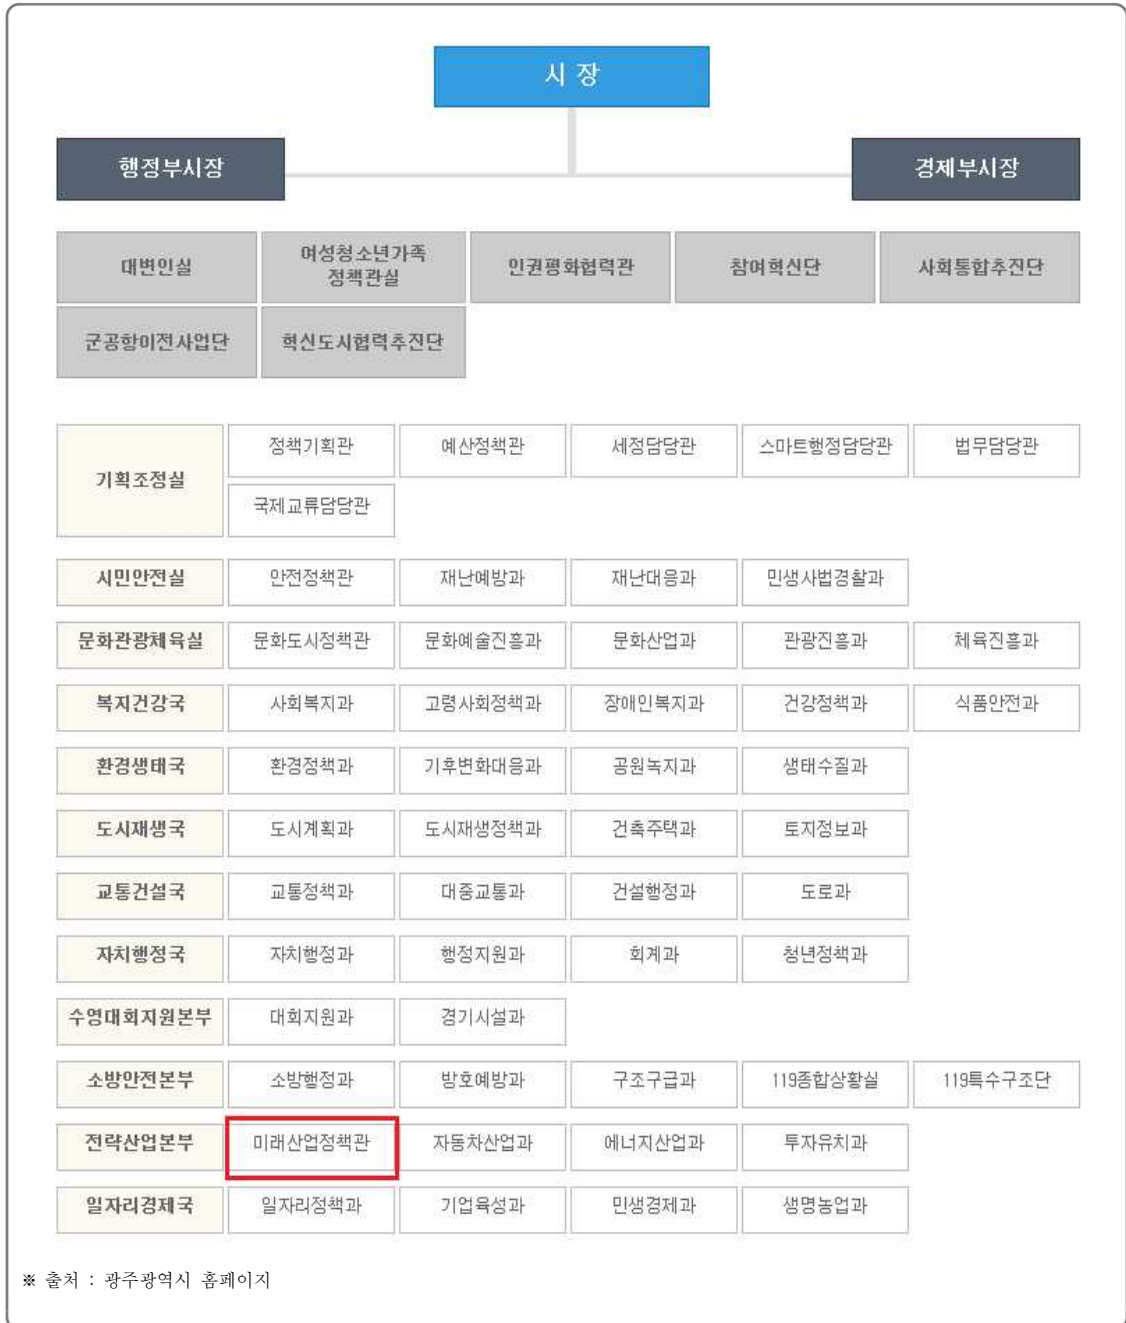 시 장
행정부시장 경제부시장
대변인실 여성청소년가족 정책관실 인권평화협력관 참여혁신단 사회통합추진단
군공항이전사업단 혁신도시협력추진단
기획조정실 정책기획관 예산정책관 세정담당관 스마트행정담당관 법무담당관
국제교류담당관
시민안전실 안전정책관 재난예방과 재난대응과 민생사법경찰과
문화관광체육실 문화도시정책관 문화예술진흥과 문화산업과 관광진흥과 체육진흥과
복지건강국 사회복지과 고령사회정책과 장애인복지과 건강정책과 식품안전과
환경생태국 환경정책과 기후변화대응과 공원녹지과 생태수질과
도시재생국 도시계획과 도시재생정책과 건축주택과 토지정보과
교통건설국 교통정책과 대중교통과 건설행정과 도로과
자치행정국 자치행정과 행정지원과 회계과 청년정책과
수영대회지원본부 대회지원과 경기시설과
소방안전본부 소방행정과 방호예방과 구조구급과 119종합상황실 119특수구조단
전략산업본부 미래산업정책관 자동차산업과 에너지산업과 투자유치과
일자리경제국 일자리정책과 기업육성과 민생경제과 생명농업과
※ 출처 : 광주광역시 홈페이지